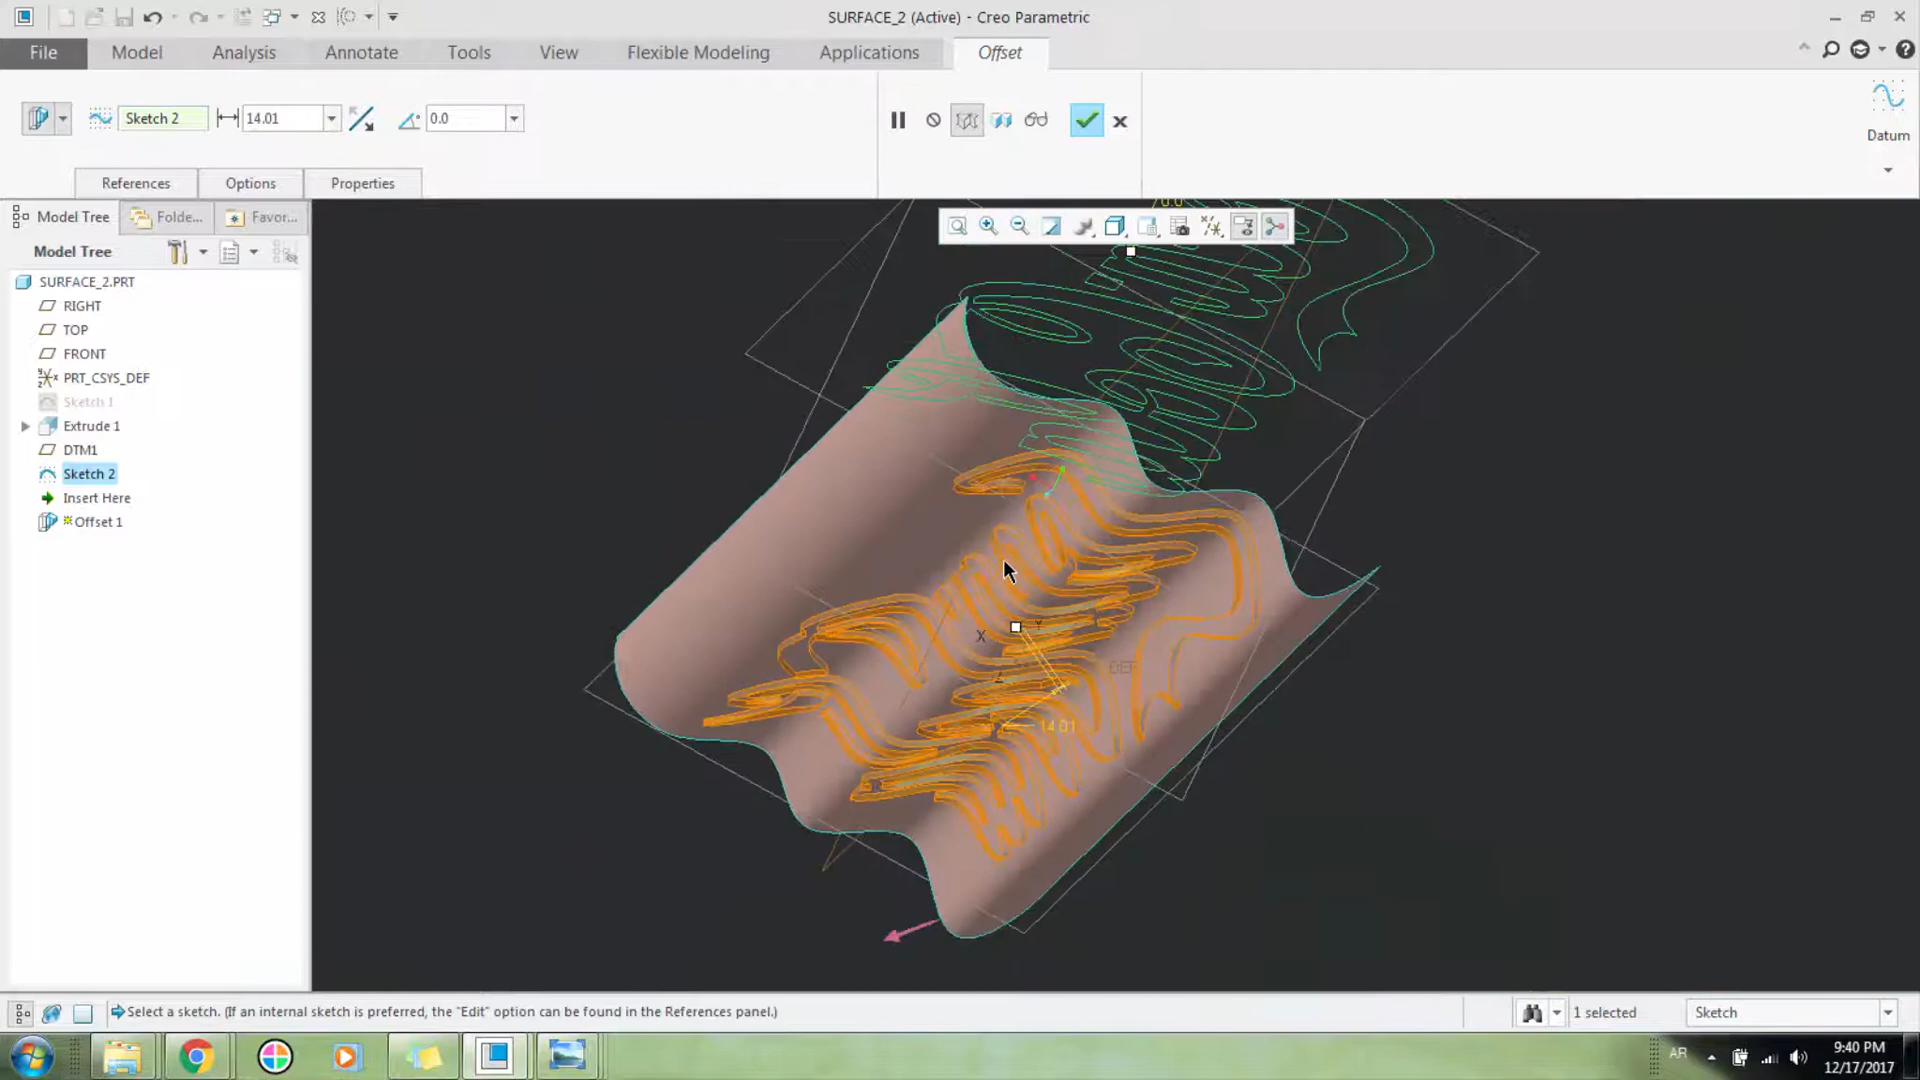 SURFACE_2 (Active) - Creo Parametric
File
Model
Analysis
Annotate
Tools
View
Flexible Modeling
Applications
Offset
Sketch 2
14.01
0.0
Datum
References
Options
Properties
Model Tree
Folde...
Favor...
Model Tree
SURFACE_2.PRT
RIGHT
TOP
FRONT
PRT_CSYS_DEF
Sketch 1
Extrude 1
DTM1
Sketch 2
Insert Here
Offset 1
70.0
X
Y
Z
DEF
14.01
Select a sketch. (If an internal sketch is preferred, the "Edit" option can be found in the References panel.)
1 selected
Sketch
AR
9:40 PM
12/17/2017